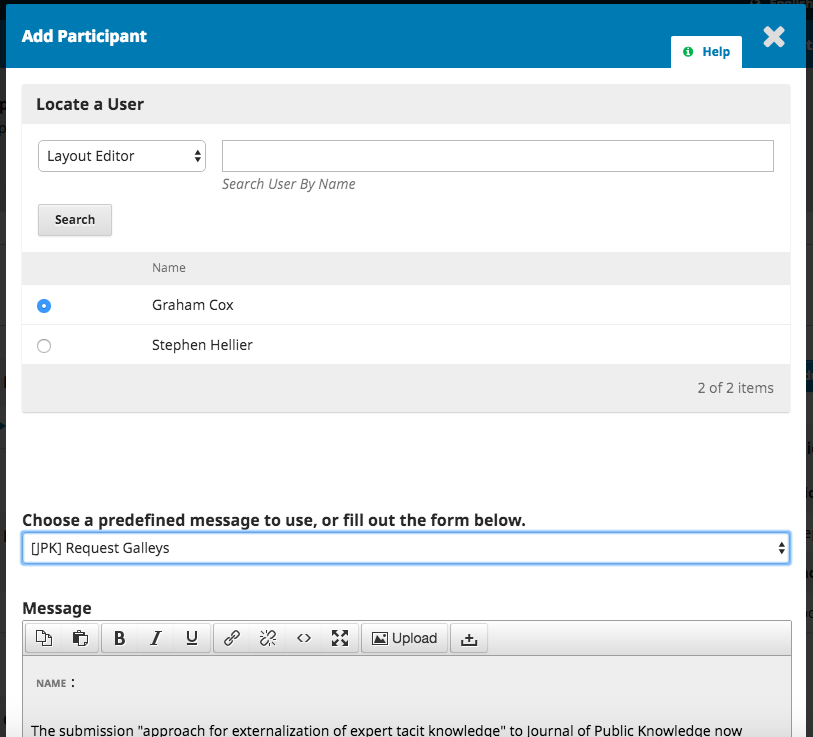 Add Participant
Help
Locate a User
Layout Editor
Search User By Name
Search
Name
Graham Cox
Stephen Hellier
2 of 2 items
Choose a predefined message to use, or fill out the form below.
[JPK] Request Galleys
Message
B I U Upload
NAME :
The submission "approach for externalization of expert tacit knowledge" to Journal of Public Knowledge now